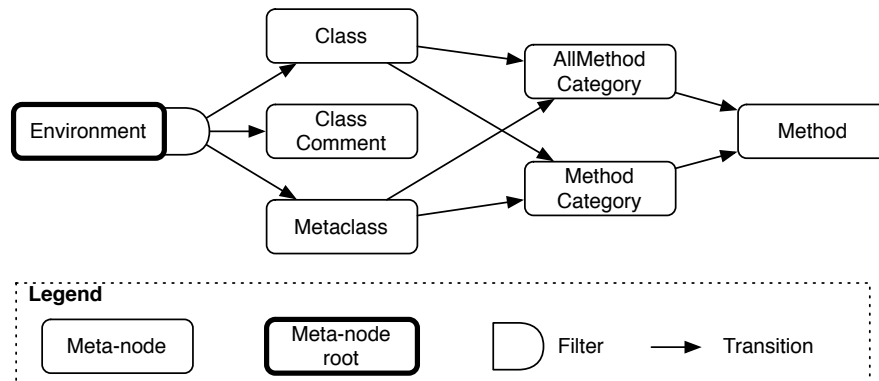 Class
AllMethod
Category
Environment
Class
Comment
Method
Method
Category
Metaclass
Legend
Meta-node
Meta-node
root
Filter
Transition